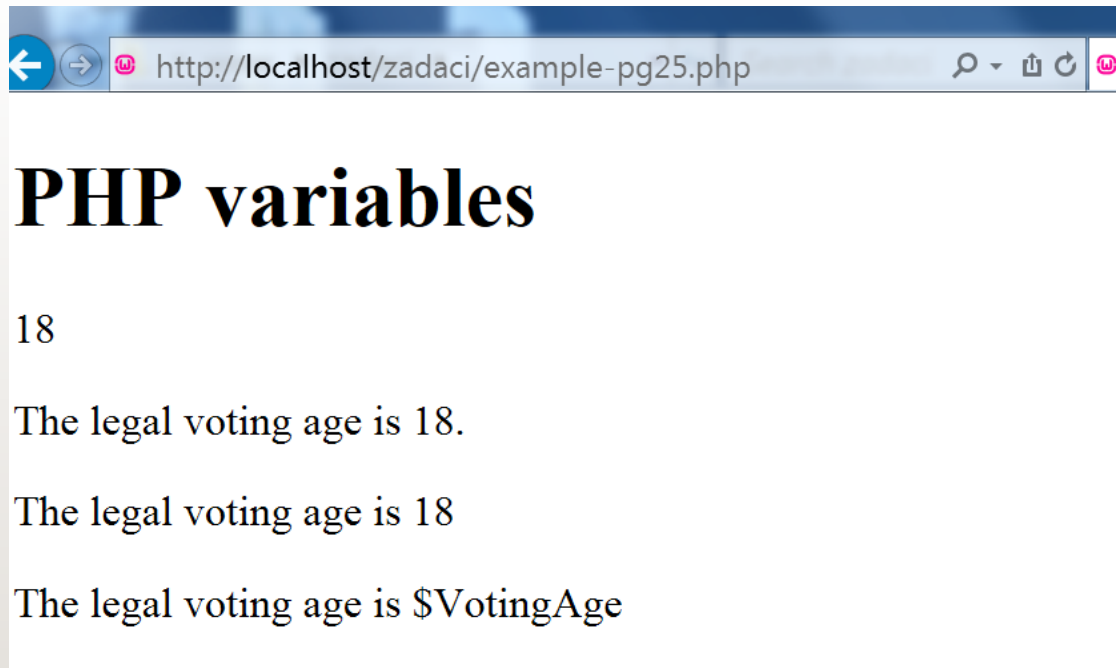 http://localhost/zadaci/example-pg25.php
PHP variables
18
The legal voting age is 18.
The legal voting age is 18
The legal voting age is $VotingAge